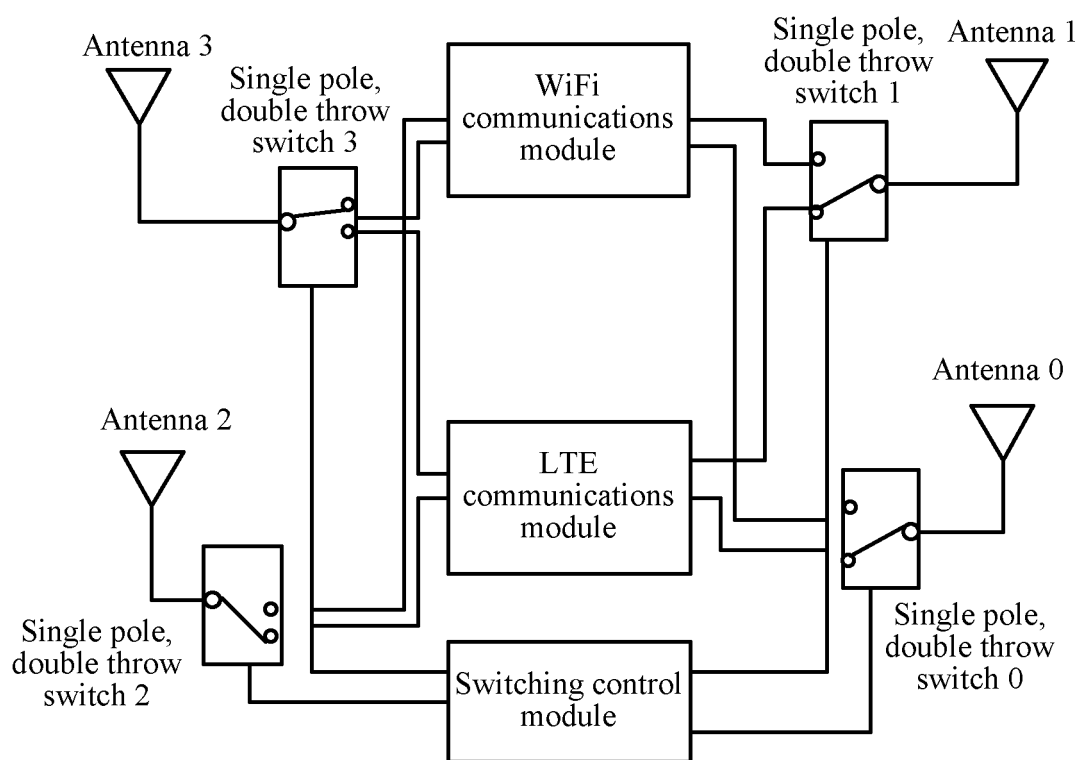 Antenna 3
Single pole,
double throw
switch 3
WiFi
communications
module
Single pole,
double throw
switch 1
Antenna 1
Antenna 2
LTE
communications
module
Antenna 0
Single pole,
double throw
switch 2
Switching control
module
Single pole,
double throw
switch 0